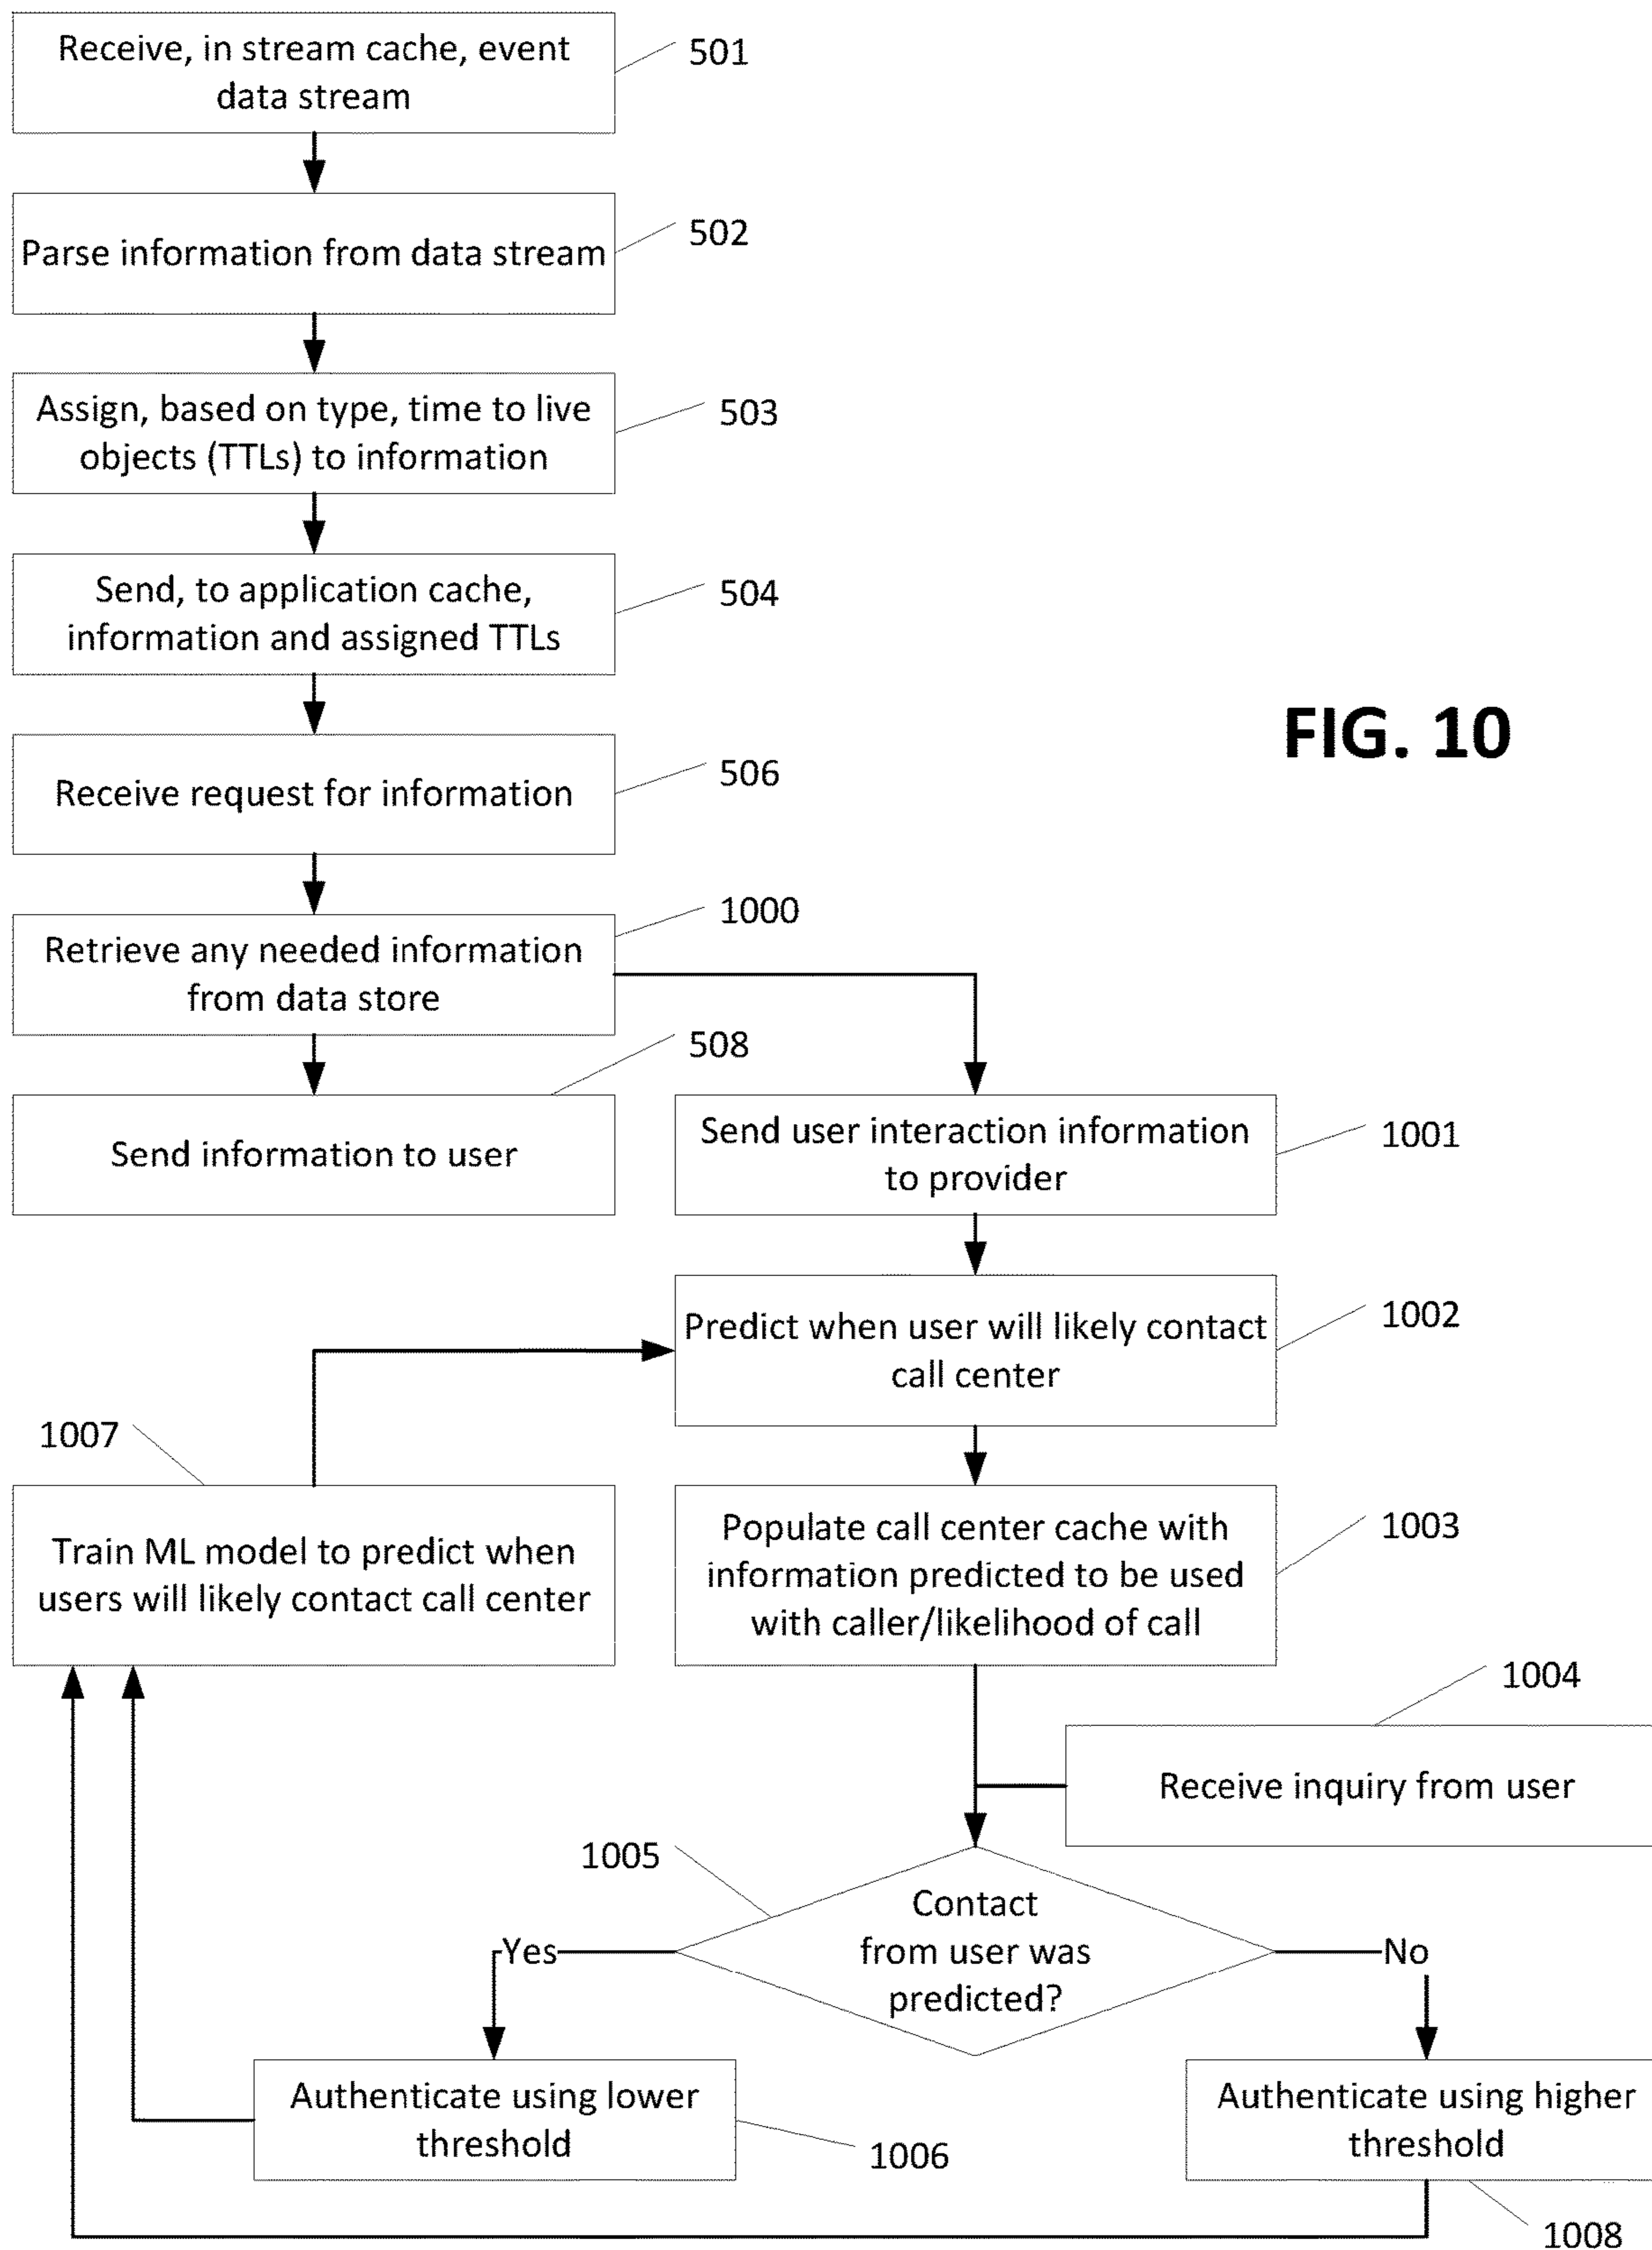 Receive, in stream cache, event
data stream
501
Parse information from data stream
502
Assign, based on type, time to live
objects (TTLs) to information
503
Send, to application cache,
information and assigned TTLs
504
FIG. 10
Receive request for information
506
Retrieve any needed information
from data store
1000
Send information to user
508
Send user interaction information
to provider
1001
Predict when user will likely contact
call center
1002
1007
Train ML model to predict when
users will likely contact call center
Populate call center cache with
information predicted to be used
with caller/likelihood of call
1003
1004
Receive inquiry from user
1005
Contact
from user was
predicted?
Yes
No
Authenticate using lower
threshold
1006
Authenticate using higher
threshold
1008